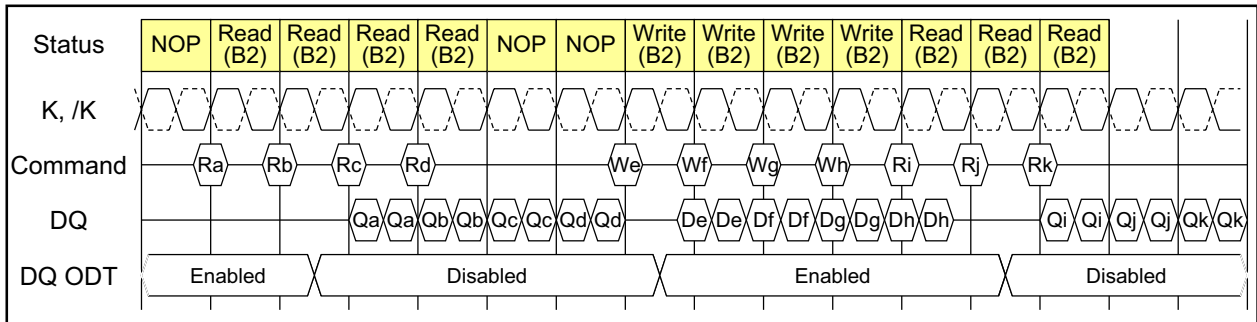 Status NOP Read (B2) Read (B2) Read (B2) Read (B2) NOP NOP Write (B2) Write (B2) Write (B2) Write (B2) Read (B2) Read (B2) Read (B2)
K, /K
Command Ra Rb Rc Rd We Wf Wg Wh Ri Rj Rk
DQ Qa Qa Qb Qb Qc Qc Qd Qd De De Df Df Dg Dg Dh Dh Qi Qi Qj Qj Qk Qk
DQ ODT Enabled Disabled Enabled Disabled